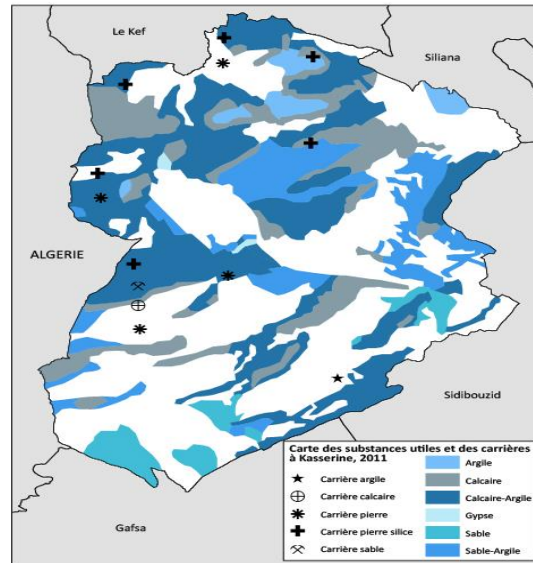 Le Kef
Siliana
ALGERIE
Sidibouzid
Gafsa
Carte des substances utiles et des carrières
à Kasserine, 2011
Carrière argile
Carrière calcaire
Carrière pierre
Carrière pierre silice
Carrière sable
Argile
Calcaire
Calcaire-Argile
Gypse
Sable
Sable-Argile